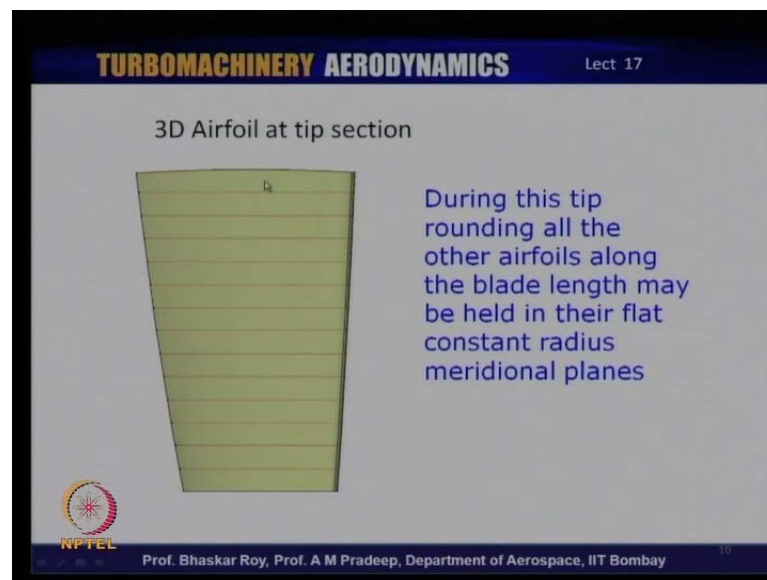 TURBOMACHINERY AERODYNAMICS
Lect 17
3D Airfoil at tip section
During this tip
rounding all the
other airfoils along
the blade length may
be held in their flat
constant radius
meridional planes
NPTEL
Prof. Bhaskar Roy, Prof. A M Pradeep, Department of Aerospace, IIT Bombay
10